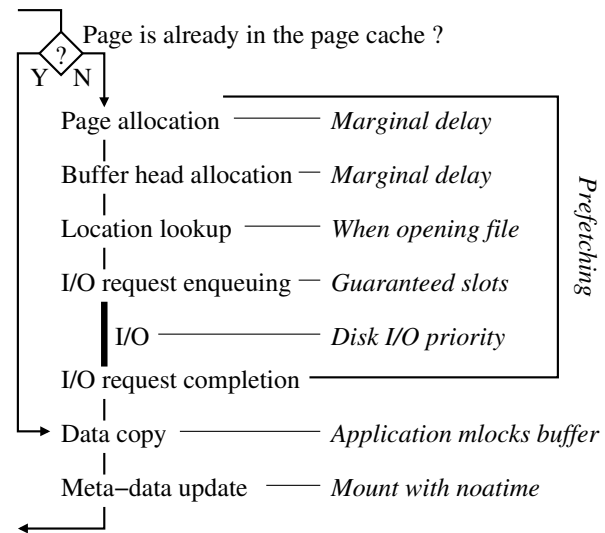 Page is already in the page cache ?
?
Y N
Page allocation Marginal delay
Buffer head allocation Marginal delay
Location lookup When opening file
I/O request enqueuing Guaranteed slots
I/O Disk I/O priority
I/O request completion
Data copy Application mlocks buffer
Meta−data update Mount with noatime
Prefetching